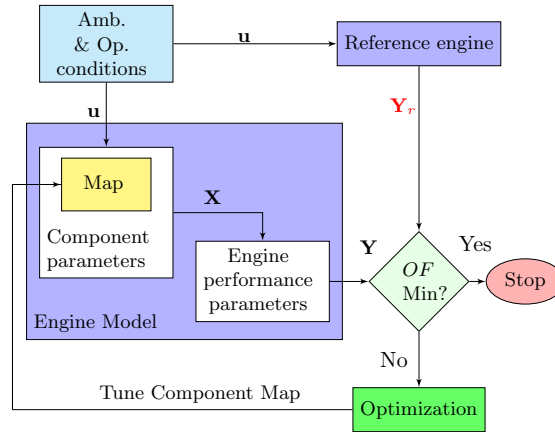 Amb.
& Op.
conditions
u
Reference engine
u
Y_r
Map
X
Component
parameters
Engine
performance
parameters
Y
OF
Min?
Yes
Stop
Engine Model
No
Tune Component Map
Optimization